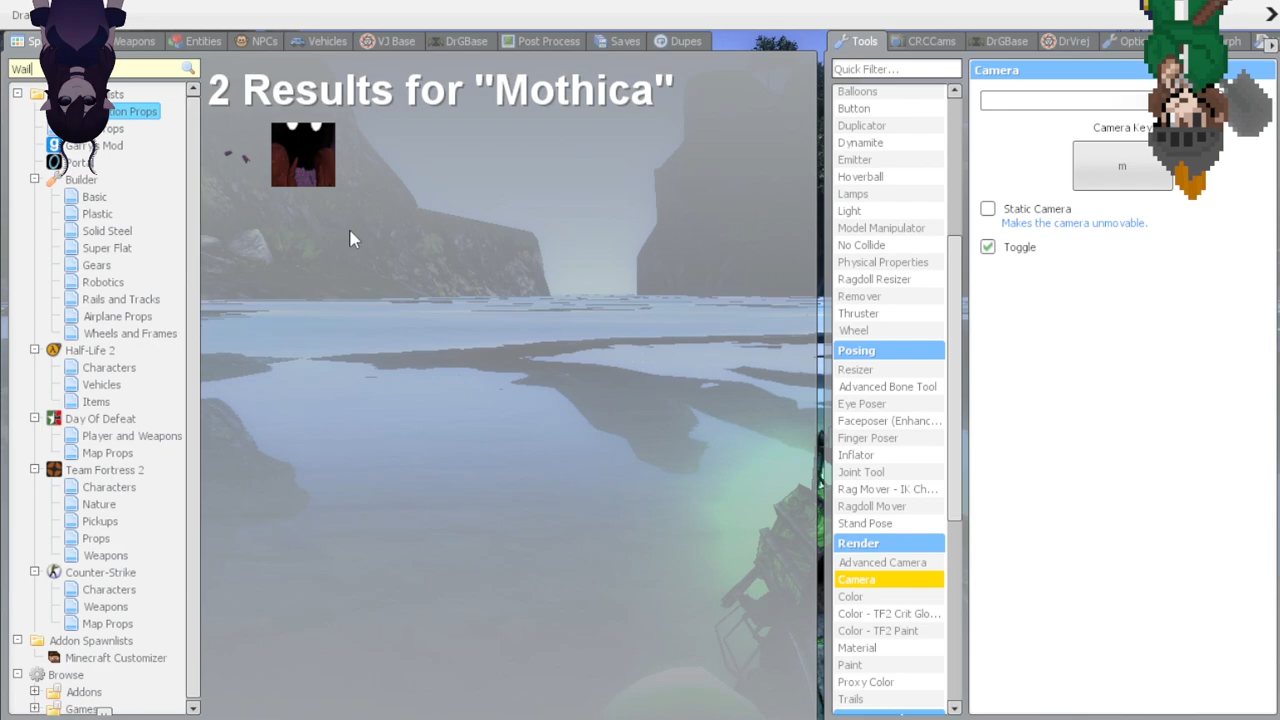 Dra
Sp
Weapons
Entities
NPCs
Vehicles
VJ Base
DrGBase
Post Process
Saves
Dupes
Wail
2 Results for "Mothica"
Garry's Mod
Builder
Basic
Plastic
Solid Steel
Super Flat
Gears
Robotics
Rails and Tracks
Airplane Props
Wheels and Frames
Half-Life 2
Characters
Vehicles
Items
Day Of Defeat
Player and Weapons
Map Props
Team Fortress 2
Characters
Nature
Pickups
Props
Weapons
Counter-Strike
Characters
Weapons
Map Props
Addon Spawnlists
Minecraft Customizer
Browse
Addons
Games
Tools
CRCCams
DrGBase
DrVrej
Quick Filter...
Balloons
Button
Duplicator
Dynamite
Emitter
Hoverball
Lamps
Light
Model Manipulator
No Collide
Physical Properties
Ragdoll Resizer
Remover
Thruster
Wheel
Posing
Resizer
Advanced Bone Tool
Eye Poser
Faceposer (Enhanc...
Finger Poser
Inflator
Joint Tool
Rag Mover - IK Ch...
Ragdoll Mover
Stand Pose
Render
Advanced Camera
Camera
Color
Color - TF2 Crit Glo...
Color - TF2 Paint
Material
Paint
Proxy Color
Trails
Camera
Camera Key
m
Static Camera
Makes the camera unmovable.
Toggle